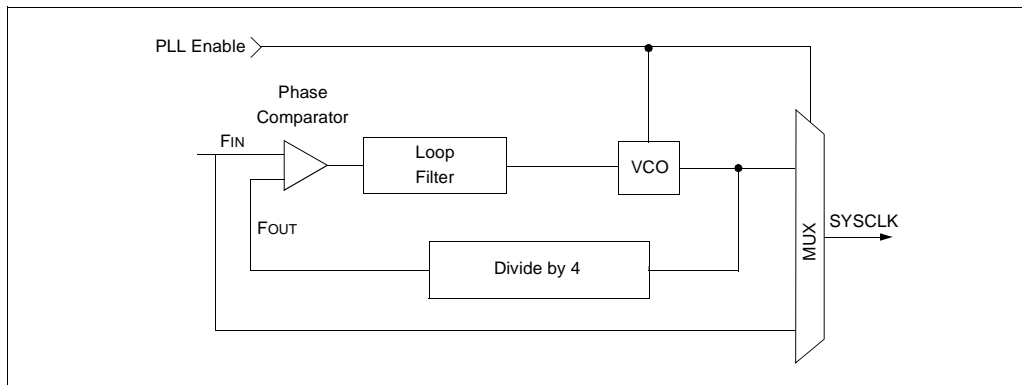 PLL Enable
Phase
Comparator
FIN
Loop
Filter
VCO
SYSCLK
MUX
FOUT
Divide by 4